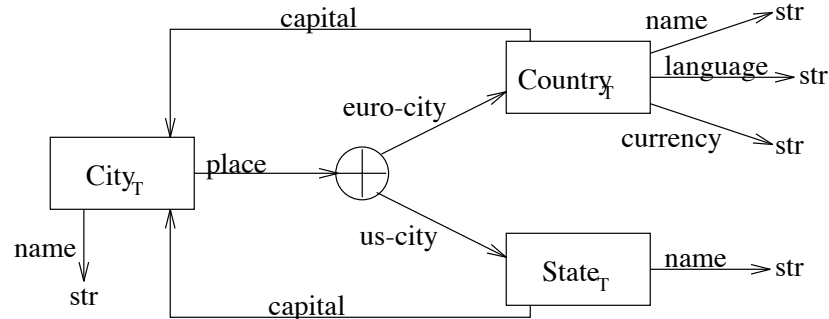 capital
name
str
Country_T
language
str
euro-city
currency
str
City_T
place
us-city
name
str
State_T
name
str
capital